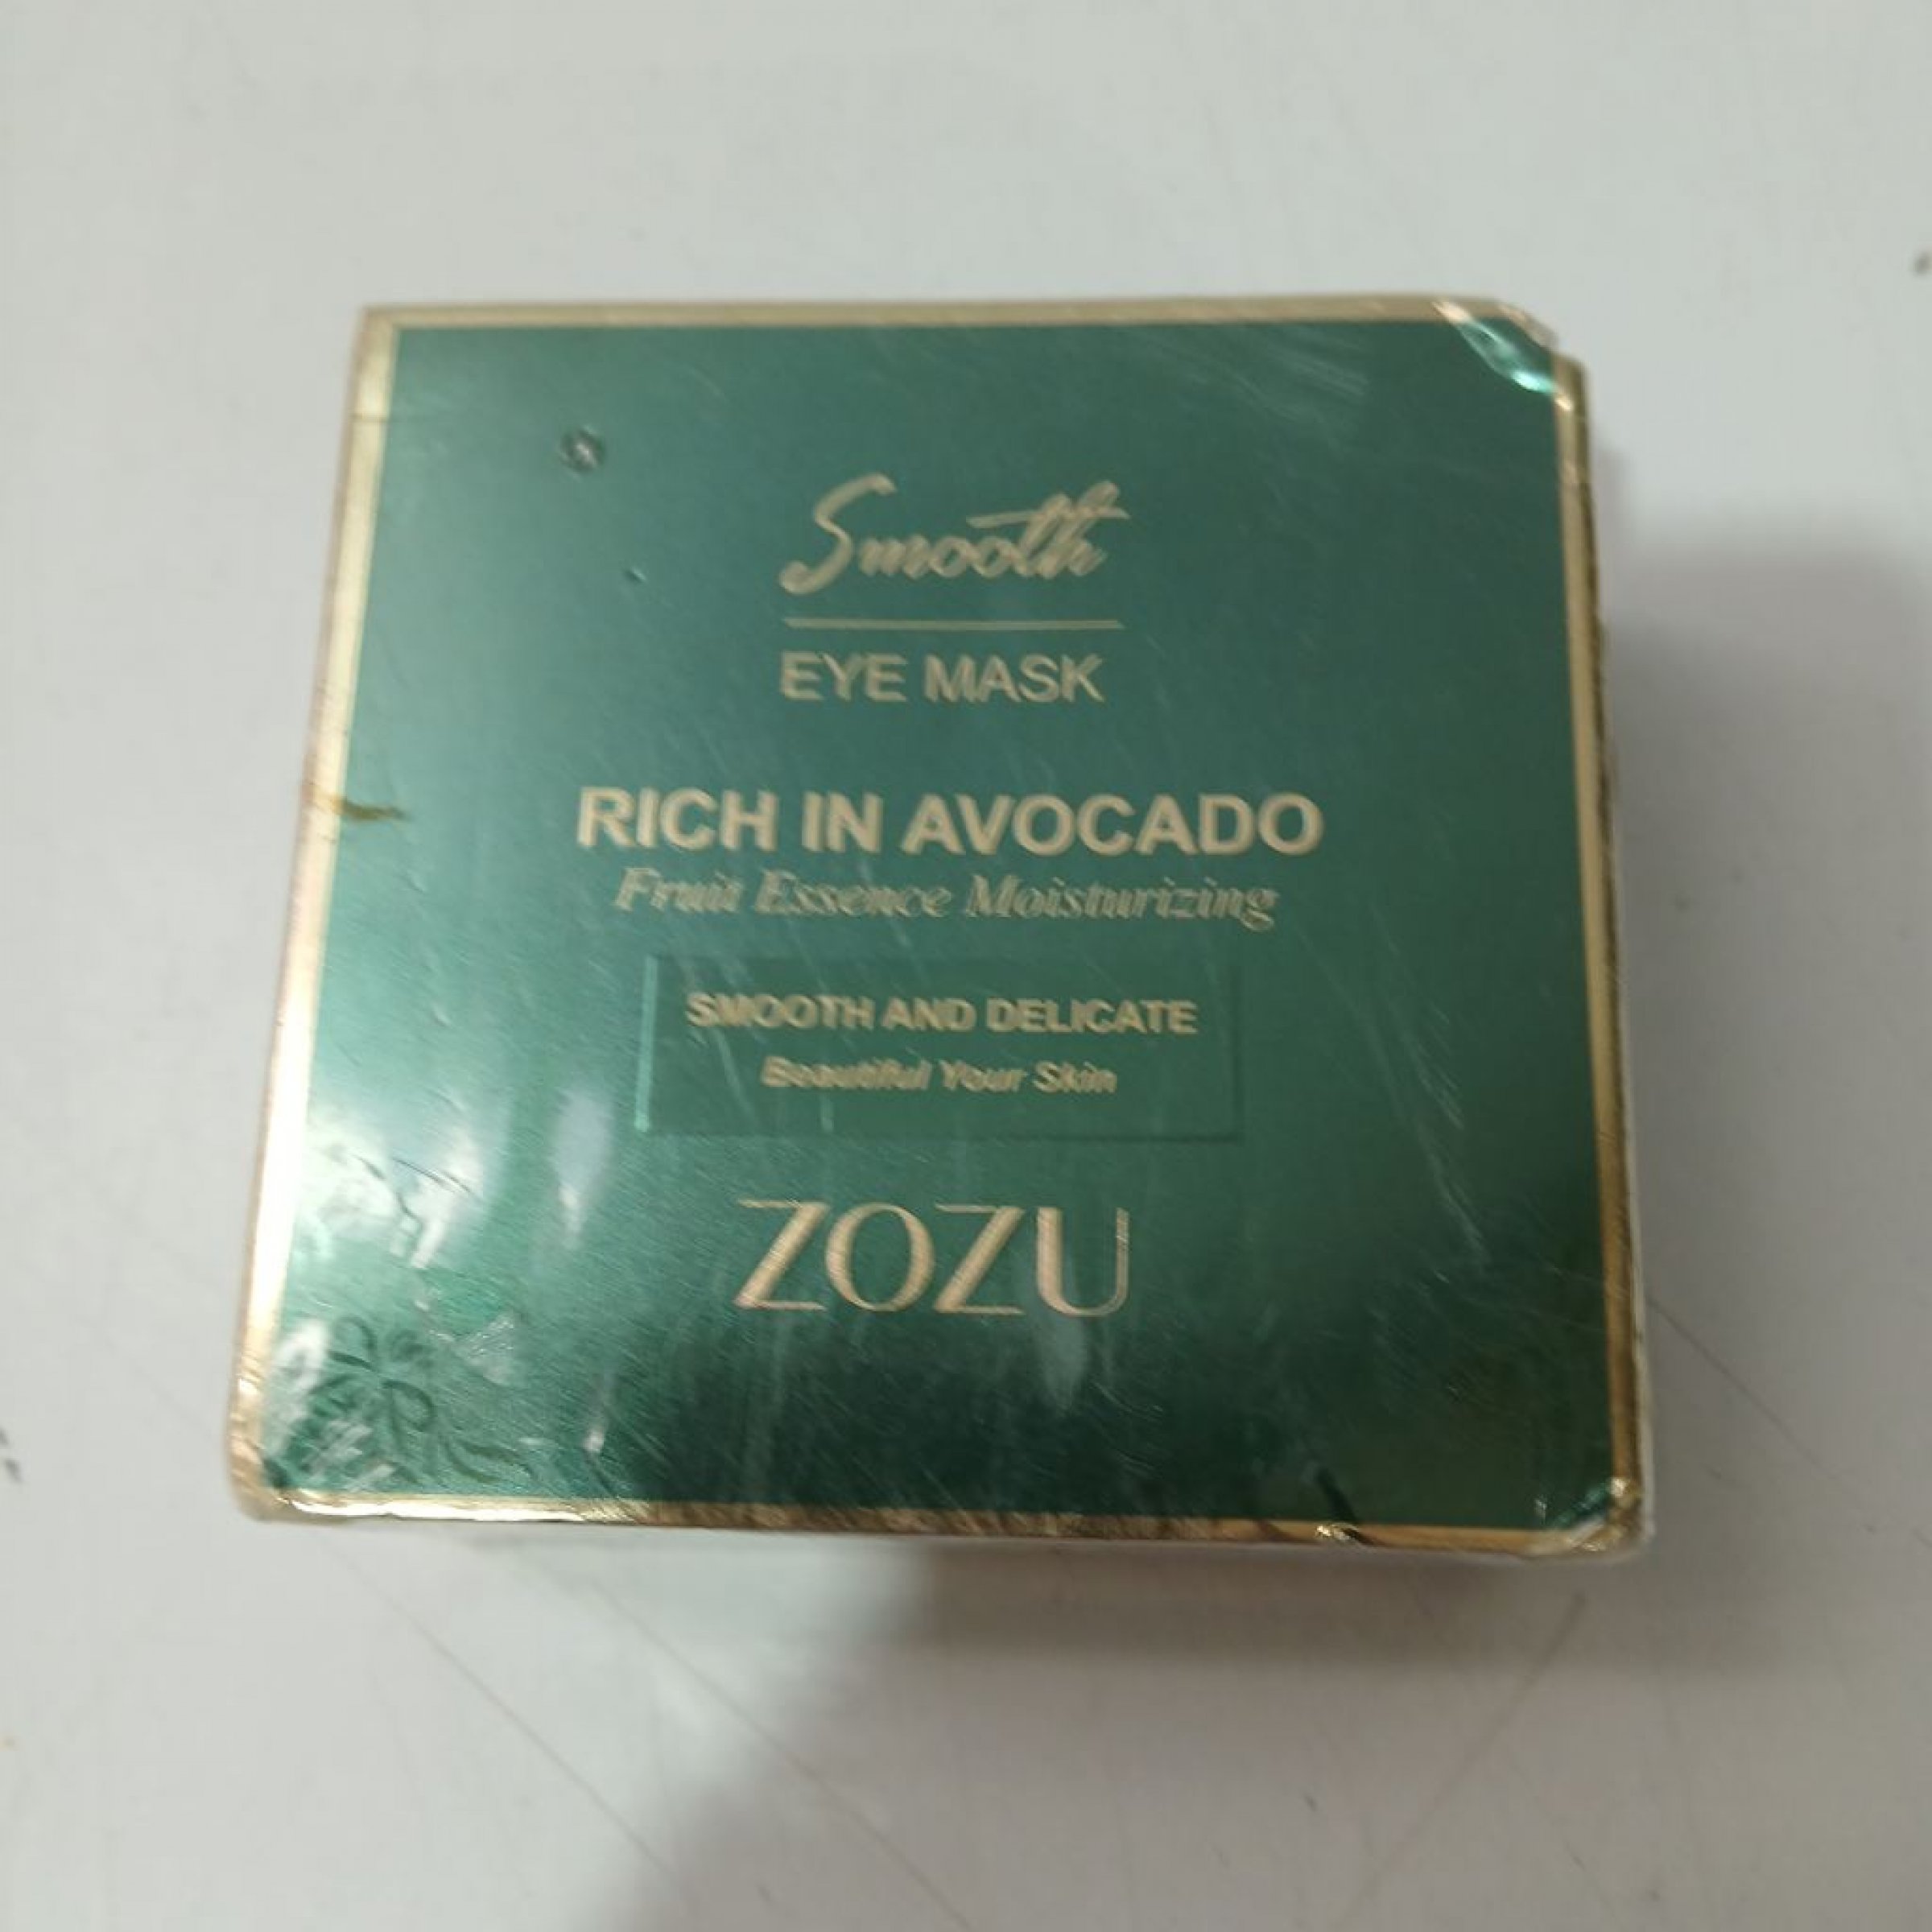 Smooth
EYE MASK
RICH IN AVOCADO
Fruit Essence Moisturizing
SMOOTH AND DELICATE
Beautiful Your Skin
ZOZU